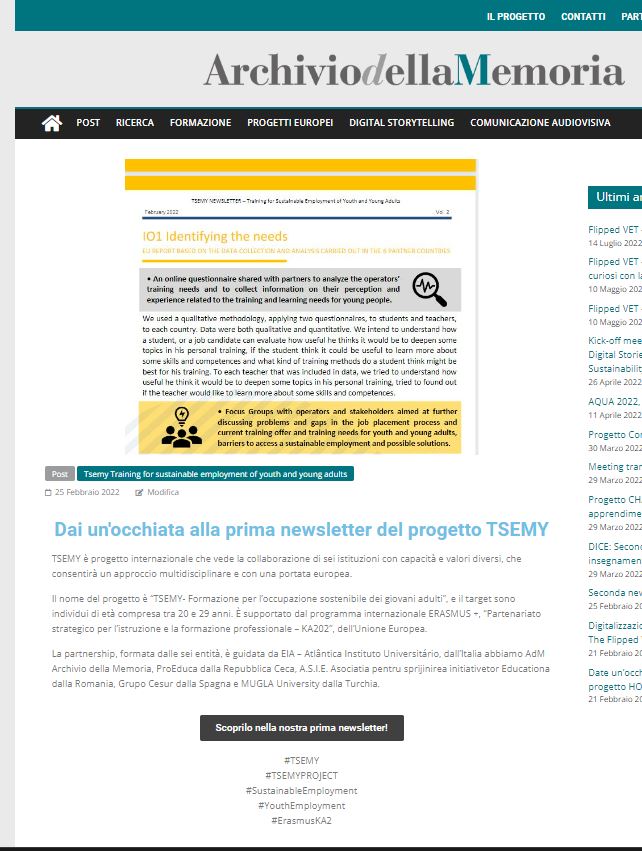 IL PROGETTO CONTATTI
ArchiviodellaMemoria
POST RICERCA FORMAZIONE PROGETTI EUROPEI DIGITAL STORYTELLING COMUNICAZIONE AUDIOVISIVA
TSEMY NEWSLETTER – Training for Sustainable Employment of Youth and Young Adults
February 2022 Vol. 2
IO1 Identifying the needs
EU REPORT BASED ON THE DATA COLLECTION AND ANALYSIS CARRIED OUT IN THE 6 PARTNER COUNTRIES
• An online questionnaire shared with partners to analyze the operators'
training needs and to collect information on their perception and
experience related to the training and learning needs for young people.
We used a qualitative methodology, applying two questionnaires, to students and teachers,
to each country. Data were both qualitative and quantitative. We intend to understand how
a student, or a job candidate can evaluate how useful he thinks it would be to deepen some
topics in his personal training, if the student think it could be useful to learn more about
some skills and competences and what kind of training methods do a student think might be
best for his training. To each teacher that was included in data, we tried to understand how
useful he think it would be to deepen some topics in his personal training, tried to found out
if the teacher would like to learn more about some skills and competences.
• Focus Groups with operators and stakeholders aimed at further
discussing problems and gaps in the job placement process and
current training offer and training needs for youth and young adults,
barriers to access a sustainable employment and possible solutions.
Post Tsemy Training for sustainable employment of youth and young adults
25 Febbraio 2022 Modifica
Dai un'occhiata alla prima newsletter del progetto TSEMY
TSEMY è progetto internazionale che vede la collaborazione di sei istituzioni con capacità e valori diversi, che
consentirà un approccio multidisciplinare e con una portata europea.
Il nome del progetto è “TSEMY- Formazione per l’occupazione sostenibile dei giovani adulti”, e il target sono
individui di età compresa tra 20 e 29 anni. È supportato dal programma internazionale ERASMUS +, “Partenariato
strategico per l’istruzione e la formazione professionale – KA202”, dell’Unione Europea.
La partnership, formata dalle sei entità, è guidata da EIA – Atlântica Instituto Universitário, dall’Italia abbiamo AdM
Archivio della Memoria, ProEduca dalla Repubblica Ceca, A.S.I.E. Asociatia pentru sprijinirea initiativetor Educationa
dalla Romania, Grupo Cesur dalla Spagna e MUGLA University dalla Turchia.
Scoprilo nella nostra prima newsletter!
#TSEMY
#TSEMYPROJECT
#SustainableEmployment
#YouthEmployment
#ErasmusKA2
Ultimi
Flipped VET
14 Luglio 2022
Flipped VET
curiosi con
10 Maggio 202
Flipped VET
10 Maggio 202
Kick-off
Digital Storie
Sustainabilit
26 Aprile 2022
AQUA 2022,
11 Aprile 2022
Progetto
30 Marzo 2022
Meeting
29 Marzo 2022
Progetto
apprendime
29 Marzo 2022
DICE:
insegnamen
29 Marzo 2022
Seconda
25 Febbraio 20
Digitalizzazio
The Flipped
21 Febbraio 20
Date
progetto
21 Febbraio 20